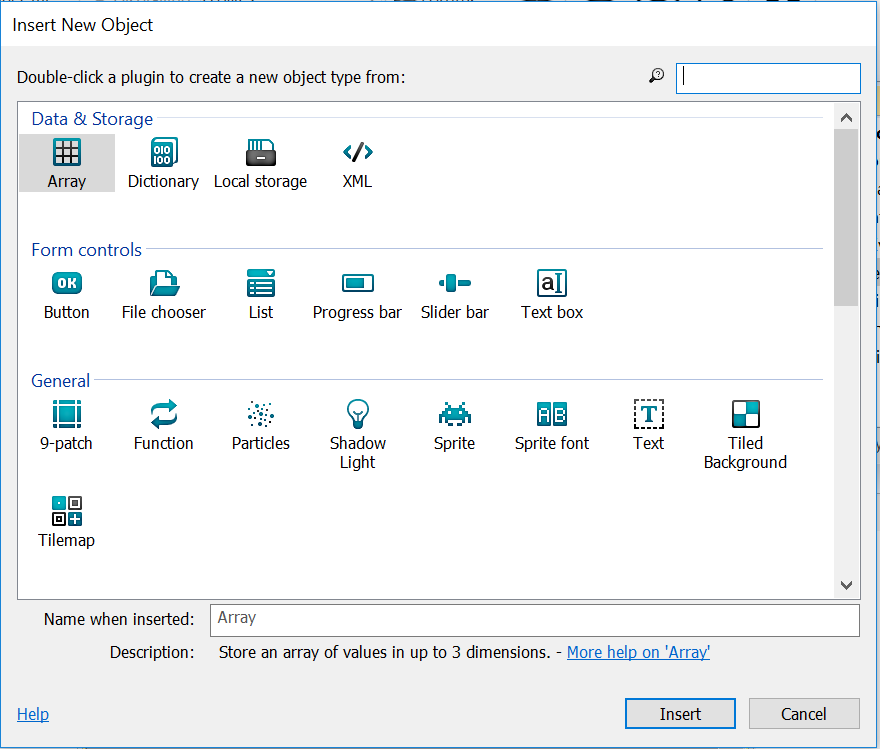 Insert New Object
Double-click a plugin to create a new object type from:
Data & Storage
Array Dictionary Local storage XML
Form controls
OK aI
Button File chooser List Progress bar Slider bar Text box
General
AB T
9-patch Function Particles Shadow Light Sprite Sprite font Text Tiled Background
Tilemap
Name when inserted: Array
Description: Store an array of values in up to 3 dimensions. - More help on 'Array'
Help Insert Cancel